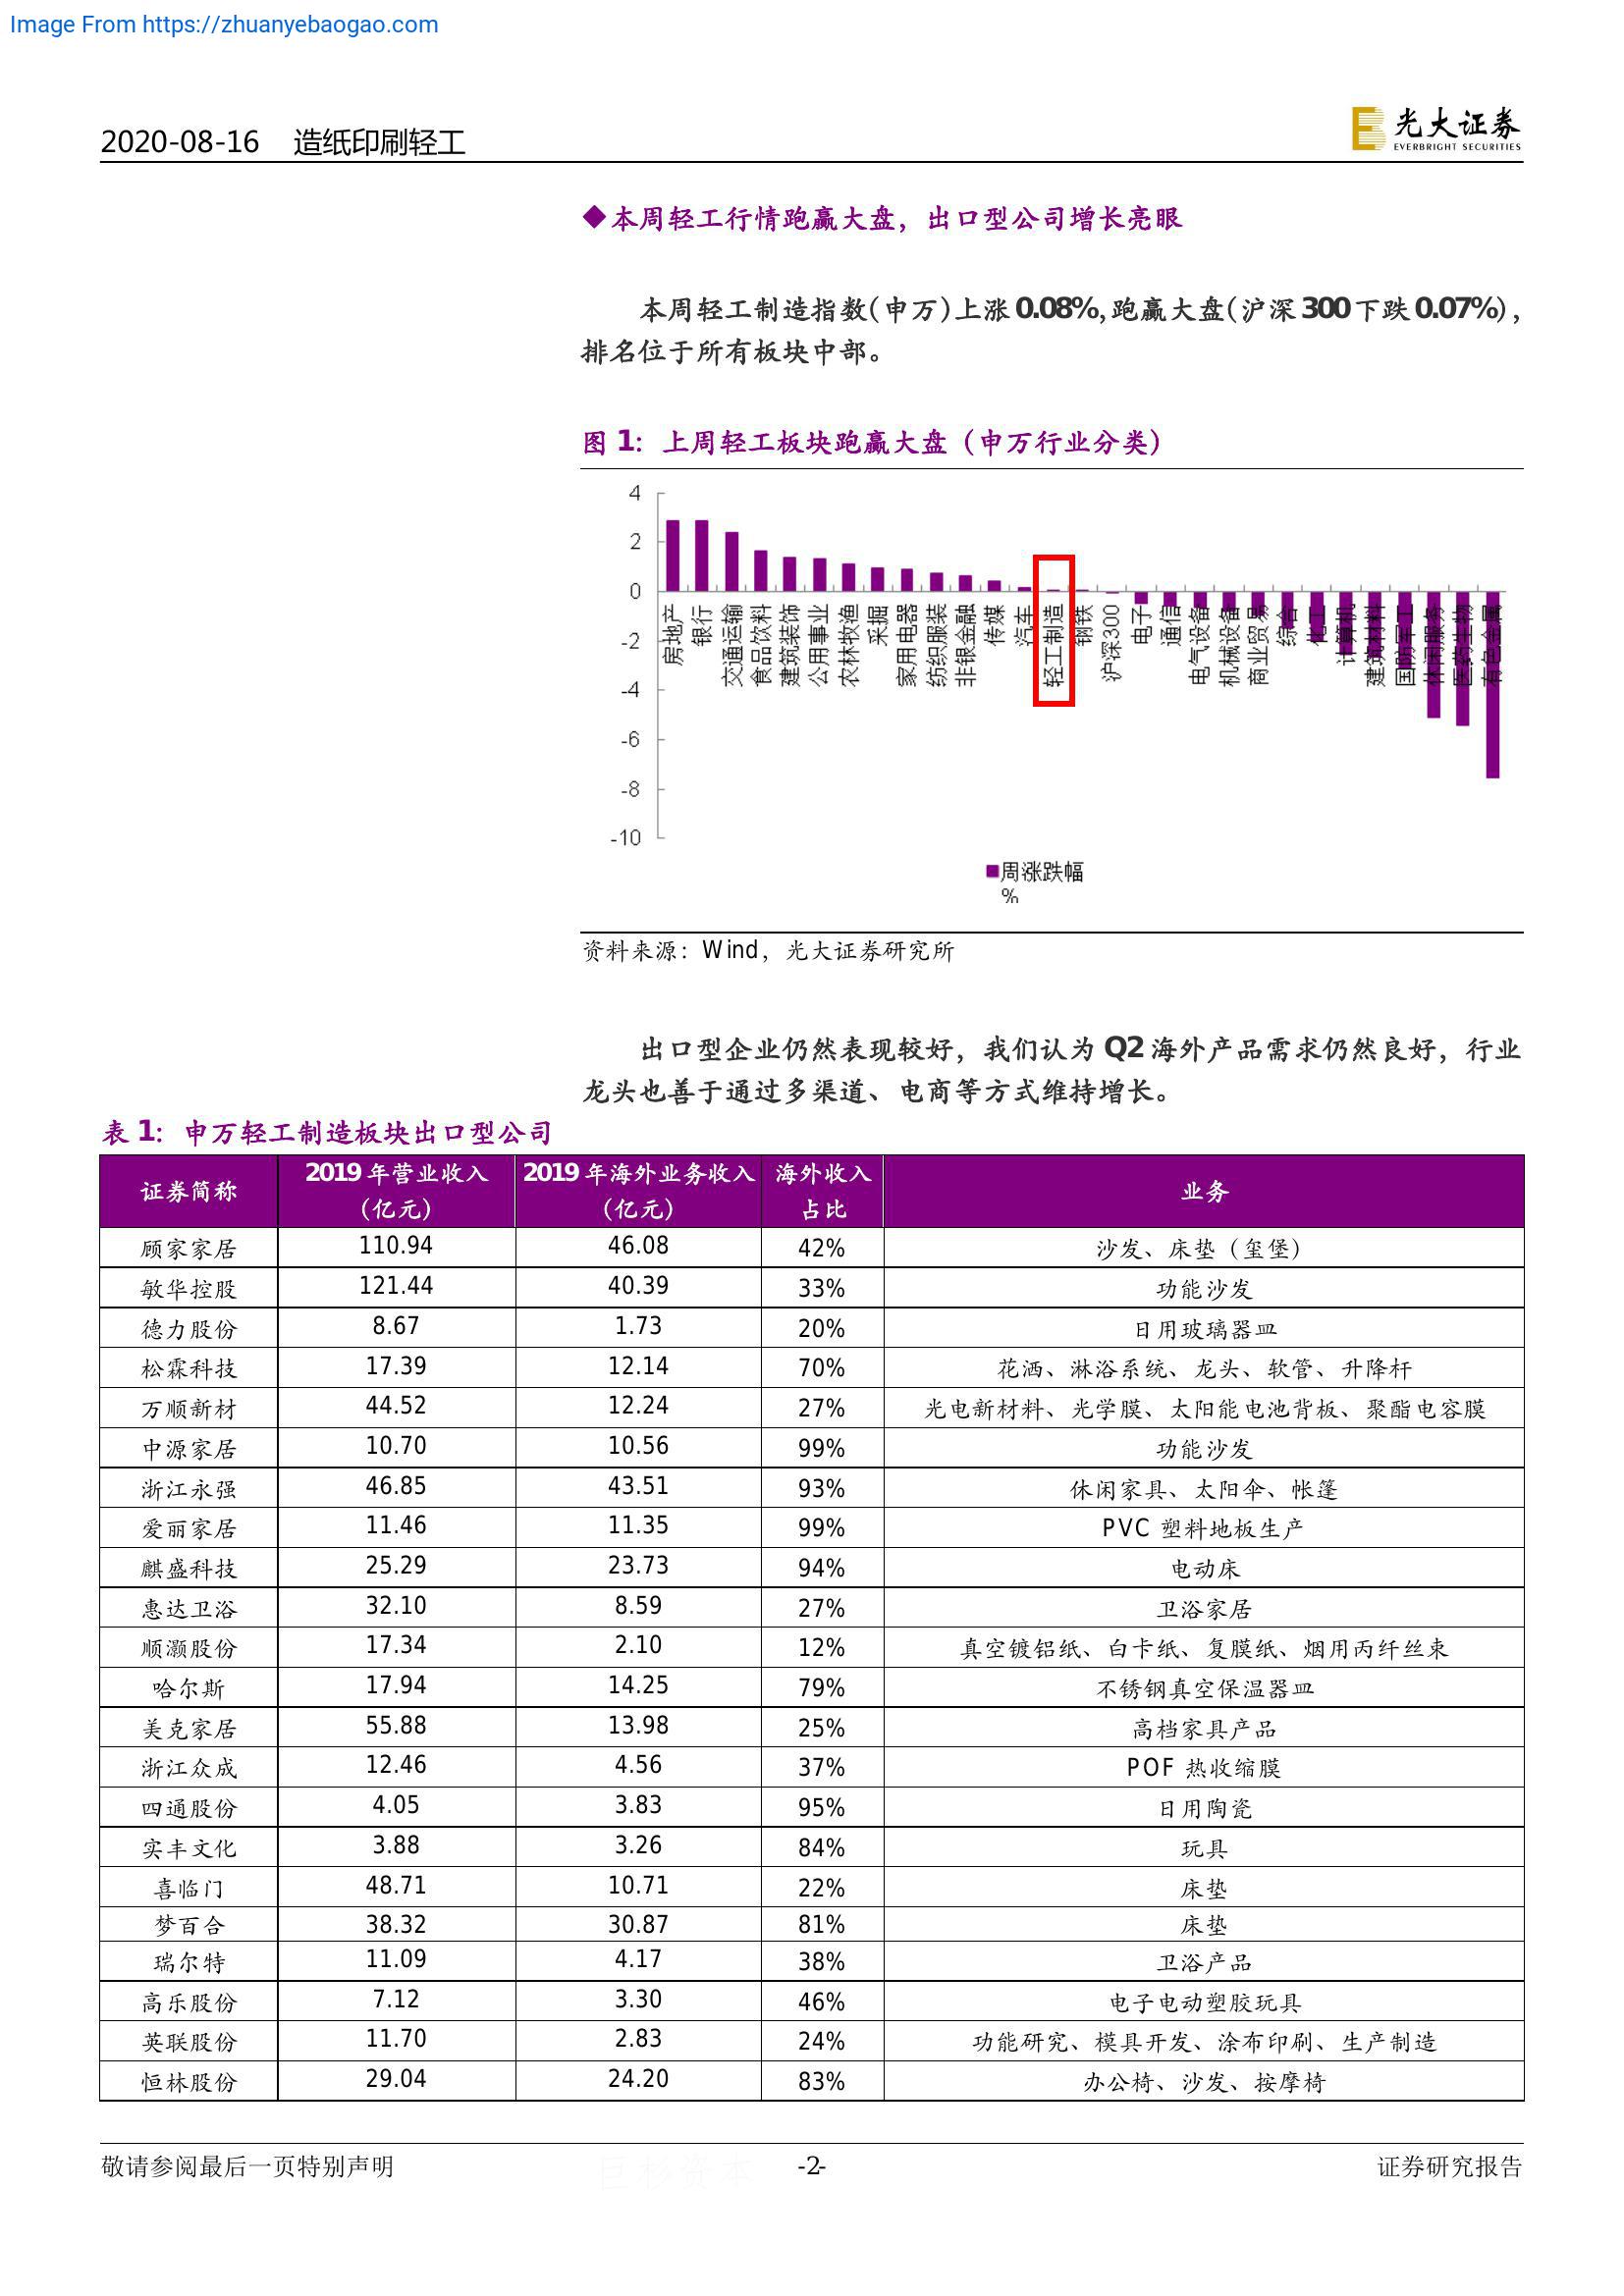 Image From https://zhuanyebaogao.com
2020-08-16 造纸印刷轻工
光大证券
EVERBRIGHT SECURITIES
◆本周轻工行情跑赢大盘，出口型公司增长亮眼
本周轻工制造指数(申万)上涨0.08%,跑赢大盘(沪深300下跌0.07%),
排名位于所有板块中部。
图 1：上周轻工板块跑赢大盘（申万行业分类）
4
2
0
-2
-4
-6
-8
-10
房地产
银行
交通运输
食品饮料
建筑装饰
公用事业
农林牧渔
采掘
家用电器
纺织服装
非银金融
传媒
汽车
轻工制造
钢铁
沪深300
电子
通信
电气设备
机械设备
商业贸易
综合
化工
计算机
建筑材料
国防军工
休闲服务
医药生物
有色金属
■周涨跌幅
%
资料来源：Wind，光大证券研究所
出口型企业仍然表现较好，我们认为 Q2 海外产品需求仍然良好，行业
龙头也善于通过多渠道、电商等方式维持增长。
表 1：申万轻工制造板块出口型公司
证券简称 2019 年营业收入（亿元） 2019 年海外业务收入（亿元） 海外收入占比 业务
顾家家居 110.94 46.08 42% 沙发、床垫（玺堡）
敏华控股 121.44 40.39 33% 功能沙发
德力股份 8.67 1.73 20% 日用玻璃器皿
松霖科技 17.39 12.14 70% 花洒、淋浴系统、龙头、软管、升降杆
万顺新材 44.52 12.24 27% 光电新材料、光学膜、太阳能电池背板、聚酯电容膜
中源家居 10.70 10.56 99% 功能沙发
浙江永强 46.85 43.51 93% 休闲家具、太阳伞、帐篷
爱丽家居 11.46 11.35 99% PVC 塑料地板生产
麒盛科技 25.29 23.73 94% 电动床
惠达卫浴 32.10 8.59 27% 卫浴家居
顺灏股份 17.34 2.10 12% 真空镀铝纸、白卡纸、复膜纸、烟用丙纤丝束
哈尔斯 17.94 14.25 79% 不锈钢真空保温器皿
美克家居 55.88 13.98 25% 高档家具产品
浙江众成 12.46 4.56 37% POF 热收缩膜
四通股份 4.05 3.83 95% 日用陶瓷
实丰文化 3.88 3.26 84% 玩具
喜临门 48.71 10.71 22% 床垫
梦百合 38.32 30.87 81% 床垫
瑞尔特 11.09 4.17 38% 卫浴产品
高乐股份 7.12 3.30 46% 电子电动塑胶玩具
英联股份 11.70 2.83 24% 功能研究、模具开发、涂布印刷、生产制造
恒林股份 29.04 24.20 83% 办公椅、沙发、按摩椅
敬请参阅最后一页特别声明 -2- 证券研究报告